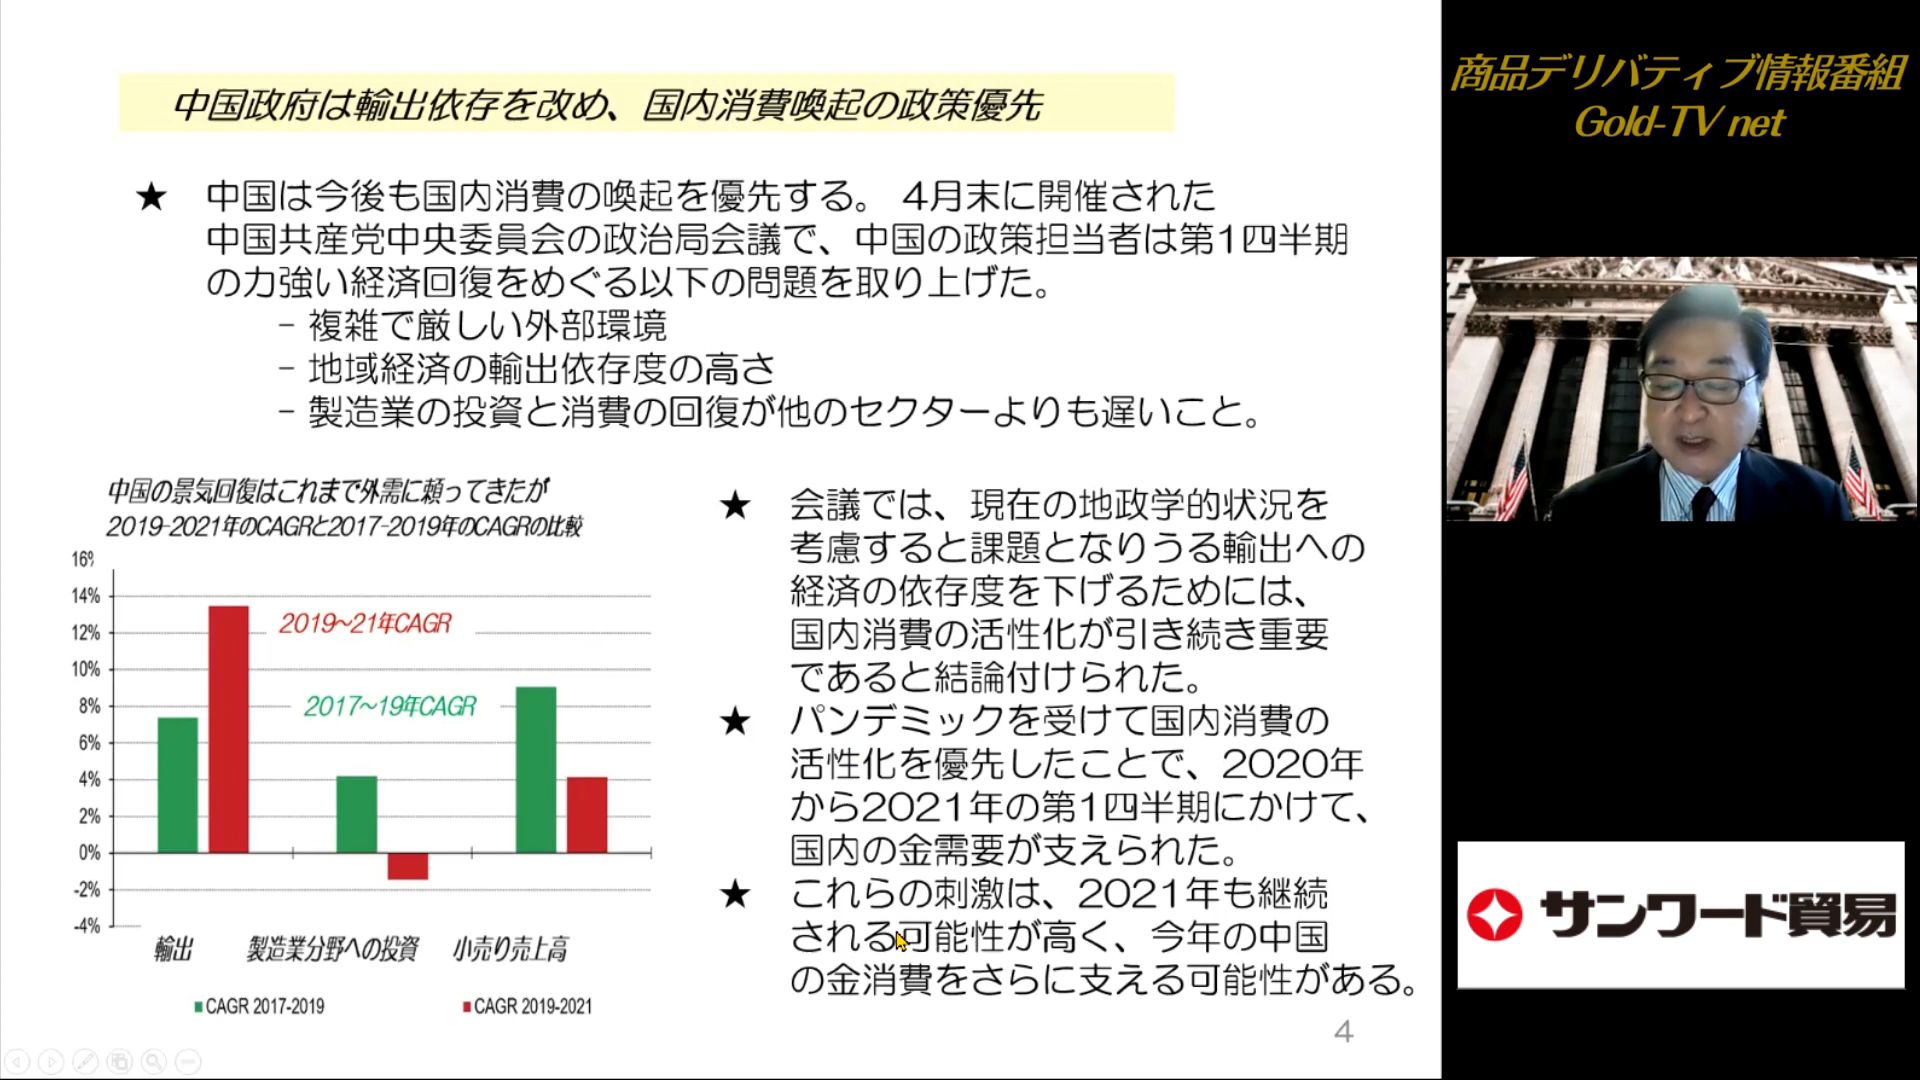 中国政府は輸出依存を改め、国内消費喚起の政策優先
★ 中国は今後も国内消費の喚起を優先する。 4月末に開催された
中国共産党中央委員会の政治局会議で、中国の政策担当者は第1四半期
の力強い経済回復をめぐる以下の問題を取り上げた。
− 複雑で厳しい外部環境
− 地域経済の輸出依存度の高さ
− 製造業の投資と消費の回復が他のセクターよりも遅いこと。
中国の景気回復はこれまで外需に頼ってきたが
2019-2021年のCAGRと2017-2019年のCAGRの比較
16%
14%
12%
10%
8%
6%
4%
2%
0%
-2%
-4%
2019〜21年CAGR
2017〜19年CAGR
輸出 製造業分野への投資 小売り売上高
CAGR 2017-2019 CAGR 2019-2021
★ 会議では、現在の地政学的状況を
考慮すると課題となりうる輸出への
経済の依存度を下げるためには、
国内消費の活性化が引き続き重要
であると結論付けられた。
★ パンデミックを受けて国内消費の
活性化を優先したことで、2020年
から2021年の第1四半期にかけて、
国内の金需要が支えられた。
★ これらの刺激は、2021年も継続
される可能性が高く、今年の中国
の金消費をさらに支える可能性がある。
4
商品デリバティブ情報番組
Gold-TV net
サンワード貿易